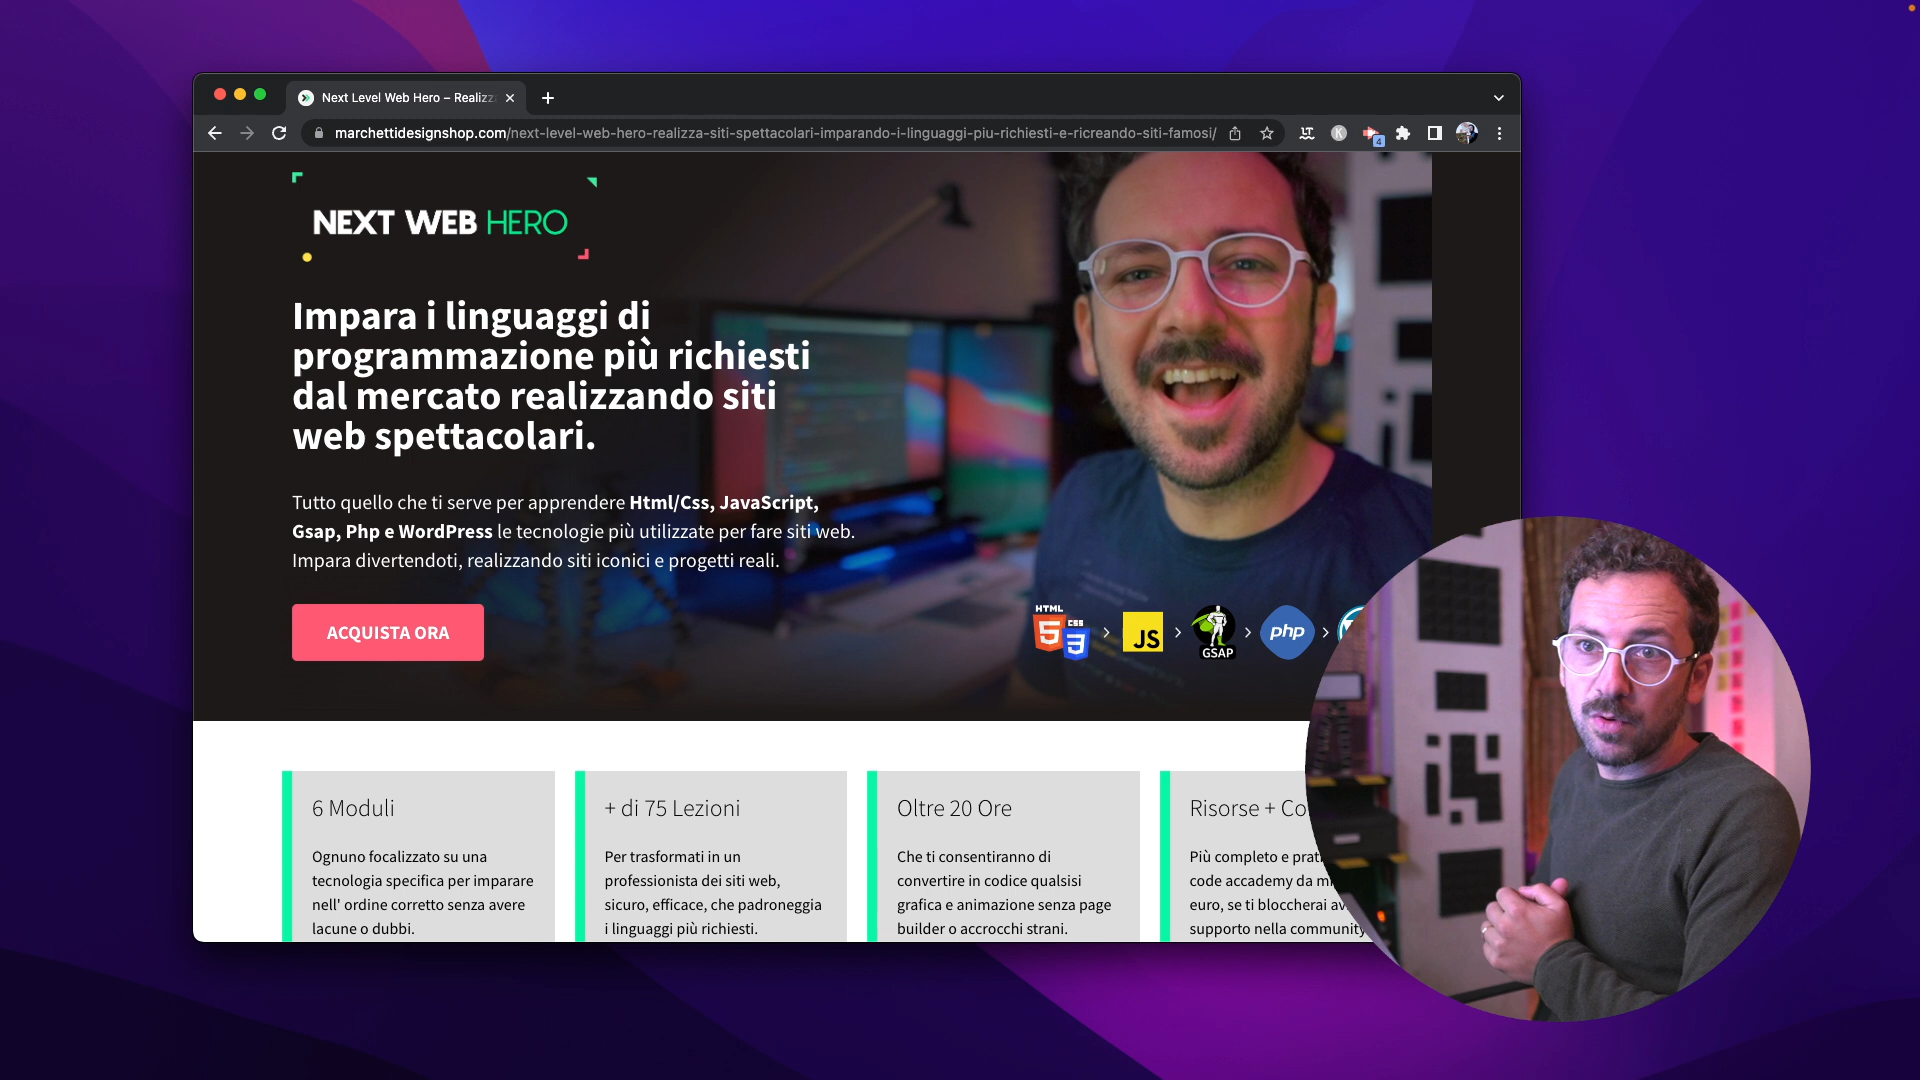 Next Level Web Hero – Realizz
marchettidesignshop.com/next-level-web-hero-realizza-siti-spettacolari-imparando-i-linguaggi-piu-richiesti-e-ricreando-siti-famosi/
4
NEXT WEB HERO
Impara i linguaggi di
programmazione più richiesti
dal mercato realizzando siti
web spettacolari.
Tutto quello che ti serve per apprendere Html/Css, JavaScript,
Gsap, Php e WordPress le tecnologie più utilizzate per fare siti web.
Impara divertendoti, realizzando siti iconici e progetti reali.
ACQUISTA ORA
HTML
5
CSS
3
JS
GSAP
php
6 Moduli
Ognuno focalizzato su una
tecnologia specifica per imparare
nell' ordine corretto senza avere
lacune o dubbi.
+ di 75 Lezioni
Per trasformati in un
professionista dei siti web,
sicuro, efficace, che padroneggia
i linguaggi più richiesti.
Oltre 20 Ore
Che ti consentiranno di
convertire in codice qualsisi
grafica e animazione senza page
builder o accrocchi strani.
Risorse + Co
Più completo e prat
code accademy da m
euro, se ti bloccherai av
supporto nella community